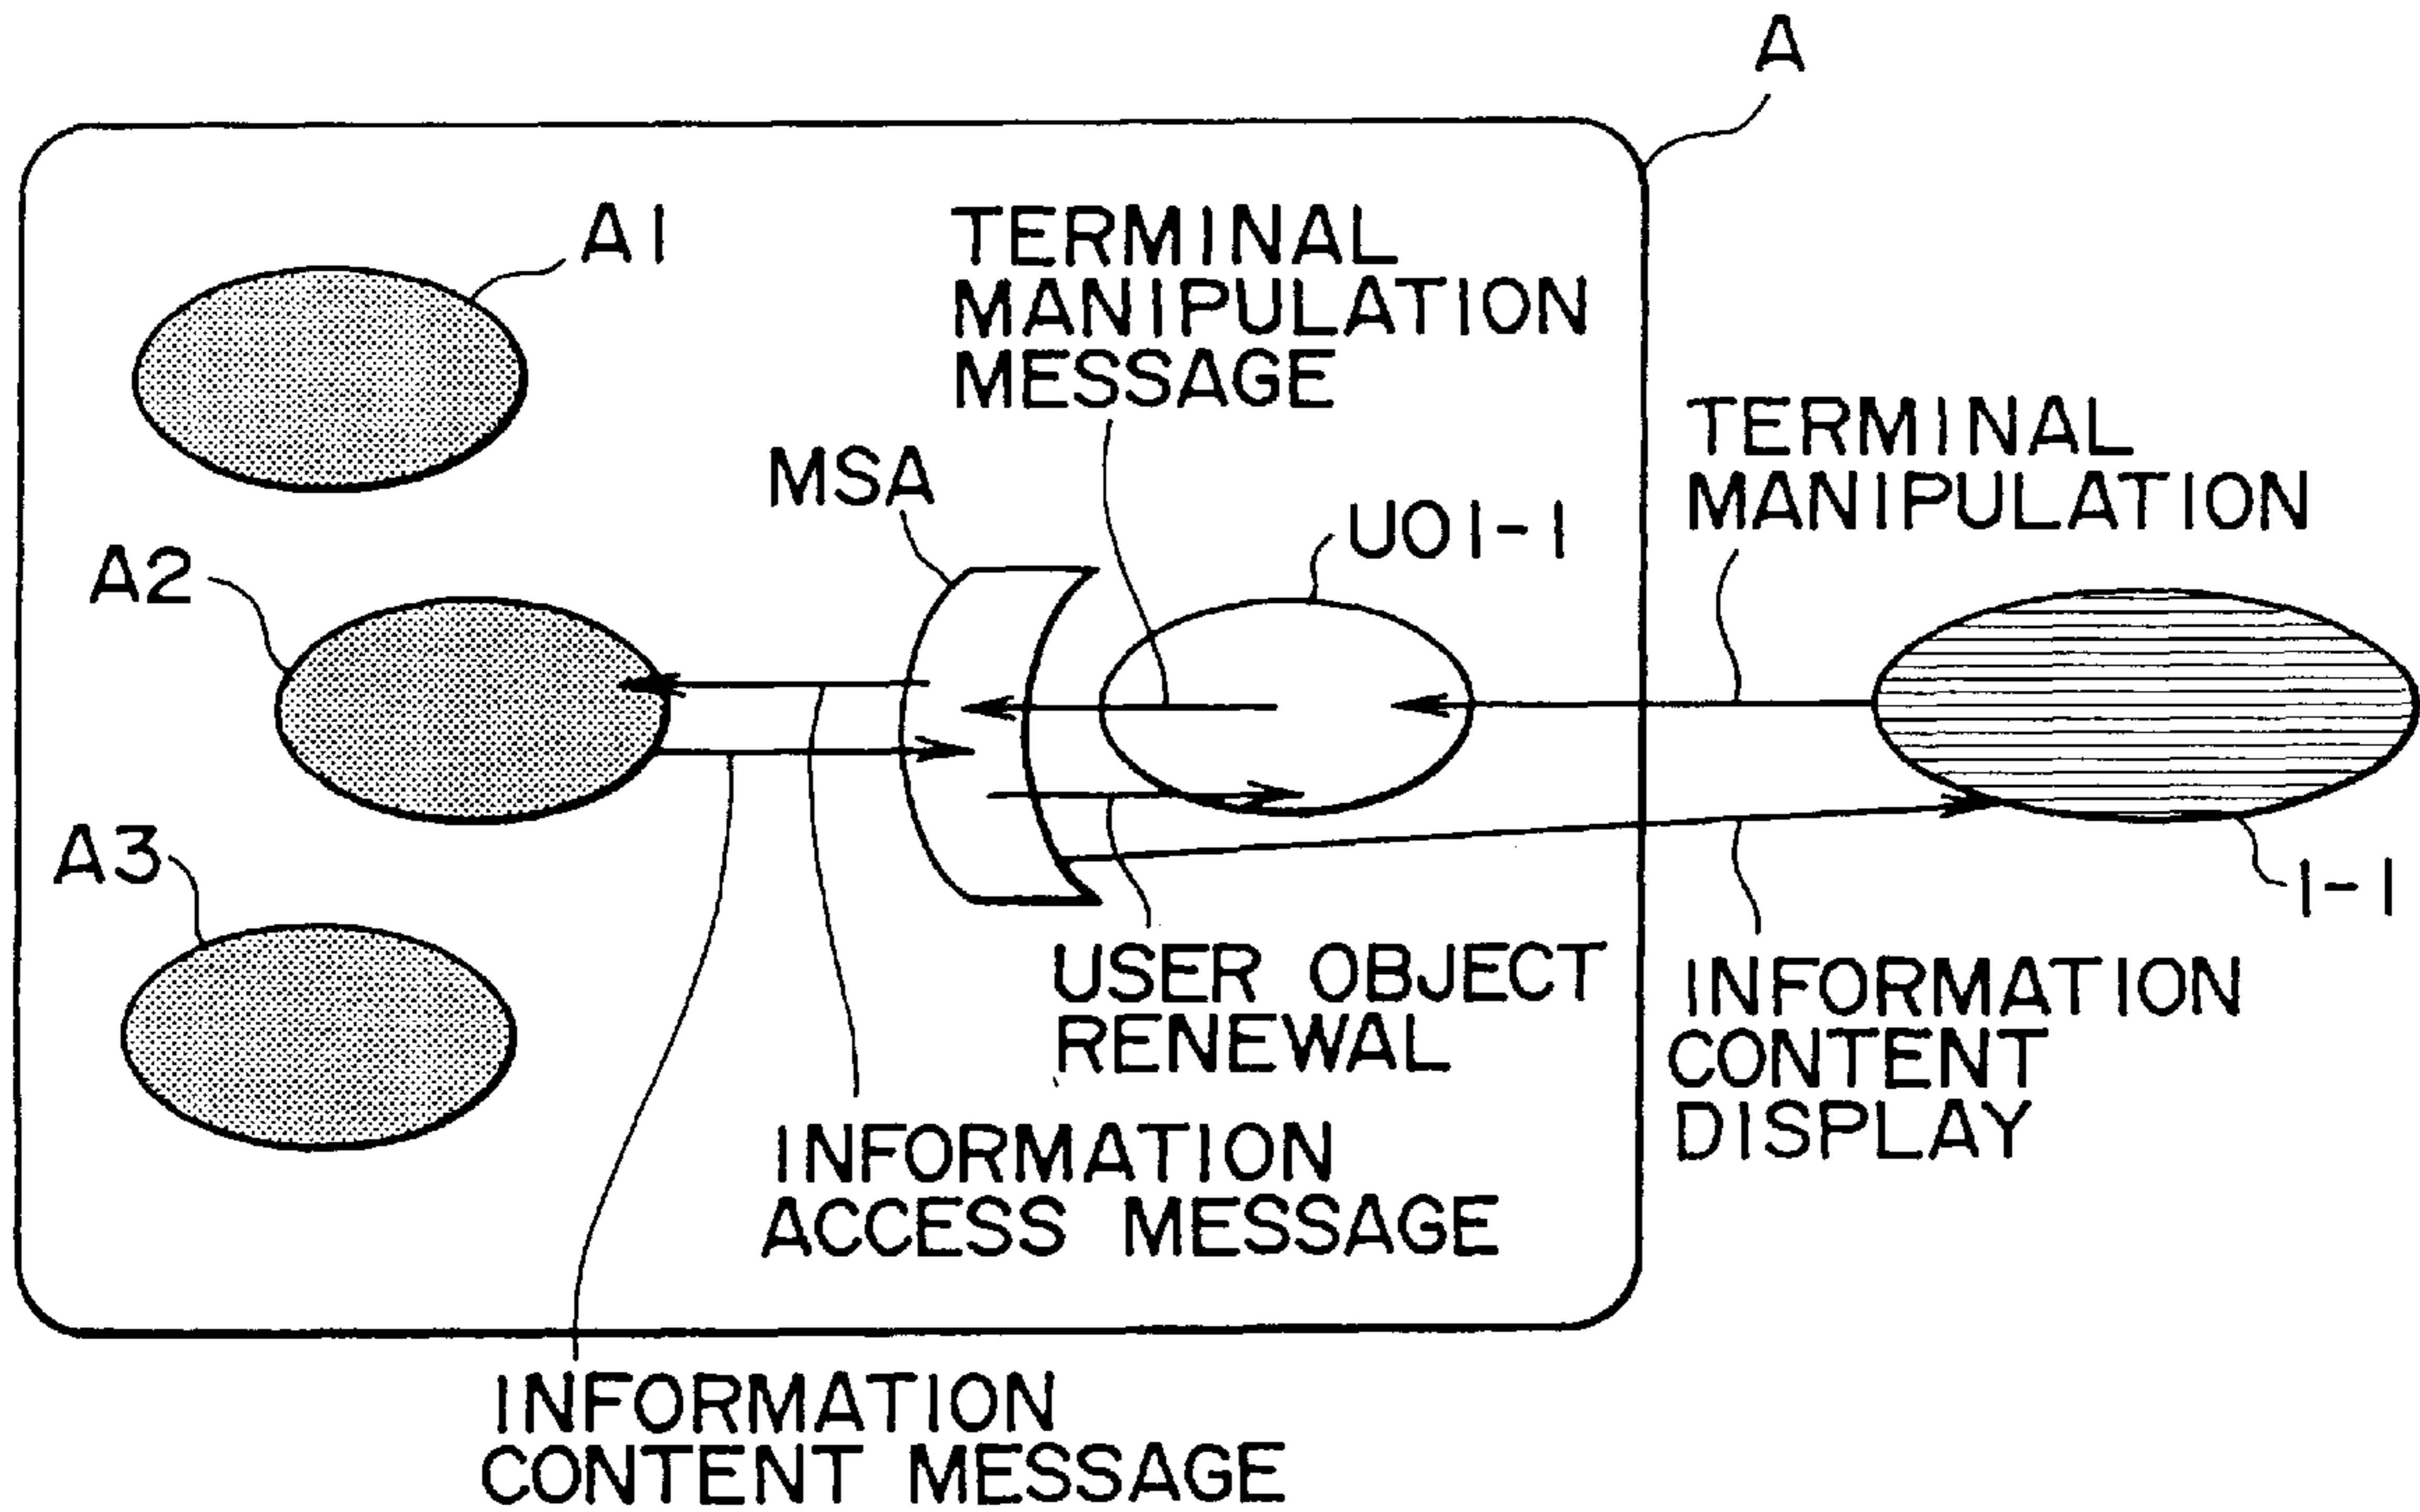 A
A1
TERMINAL
MANIPULATION
MESSAGE
TERMINAL
MANIPULATION
MSA
UO1-1
A2
A3
1-1
USER OBJECT
RENEWAL
INFORMATION
CONTENT
DISPLAY
INFORMATION
ACCESS MESSAGE
INFORMATION
CONTENT MESSAGE